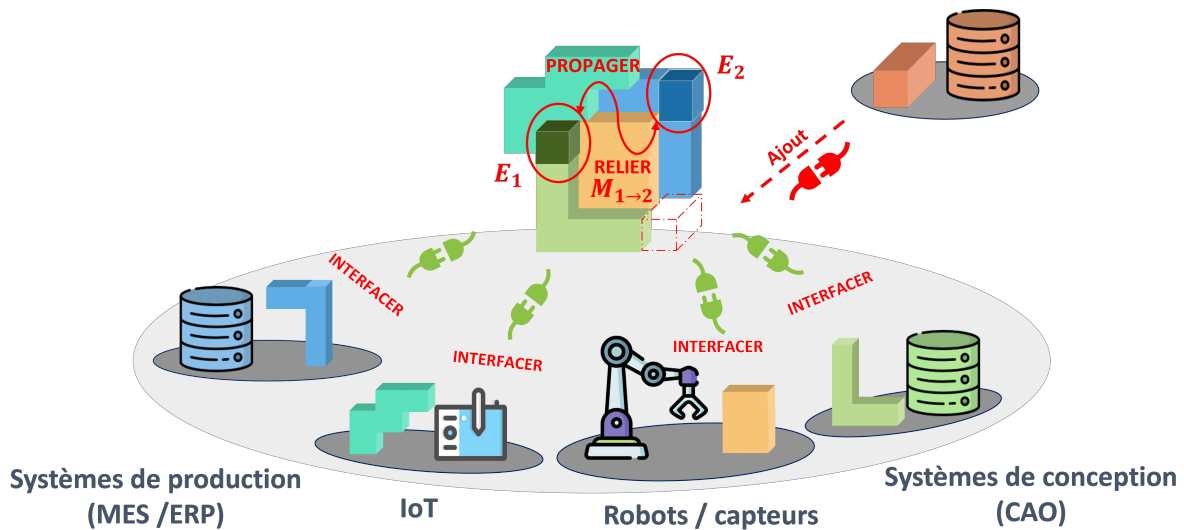 PROPAGER
E₂
E₁
RELIER
M₁→₂
Ajout
INTERFACER
INTERFACER
INTERFACER
INTERFACER
Systèmes de production
(MES /ERP)
IoT
Robots / capteurs
Systèmes de conception
(CAO)